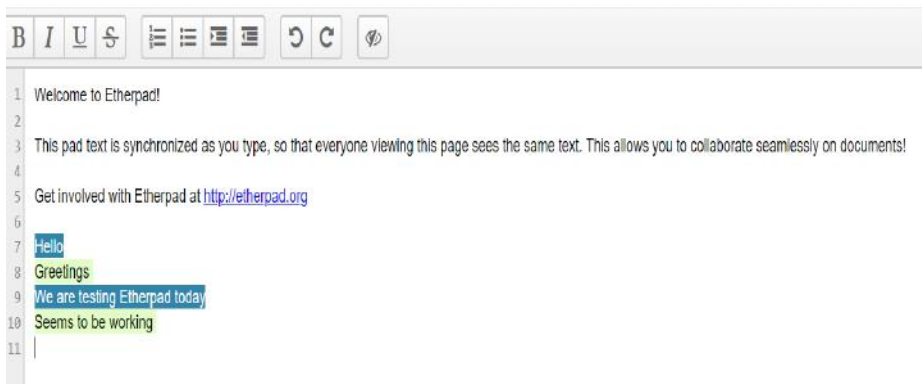 B I U S
1 Welcome to Etherpad!
2
3 This pad text is synchronized as you type, so that everyone viewing this page sees the same text. This allows you to collaborate seamlessly on documents!
4
5 Get involved with Etherpad at http://etherpad.org
6
7 Hello
8 Greetings
9 We are testing Etherpad today
10 Seems to be working
11